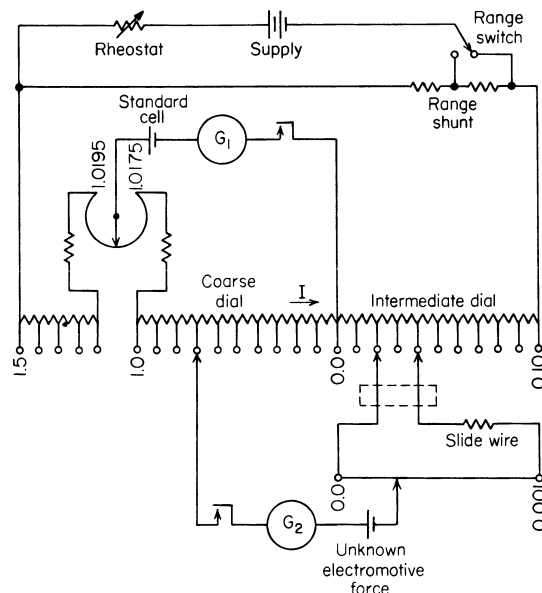 Rheostat
Supply
Range
switch
Range
shunt
Standard
cell
G1
1.0195
1.0175
Coarse
dial
I
Intermediate dial
1.5
1.0
0.0
0.10
Slide wire
0.0
0.001
G2
Unknown
electromotive
force